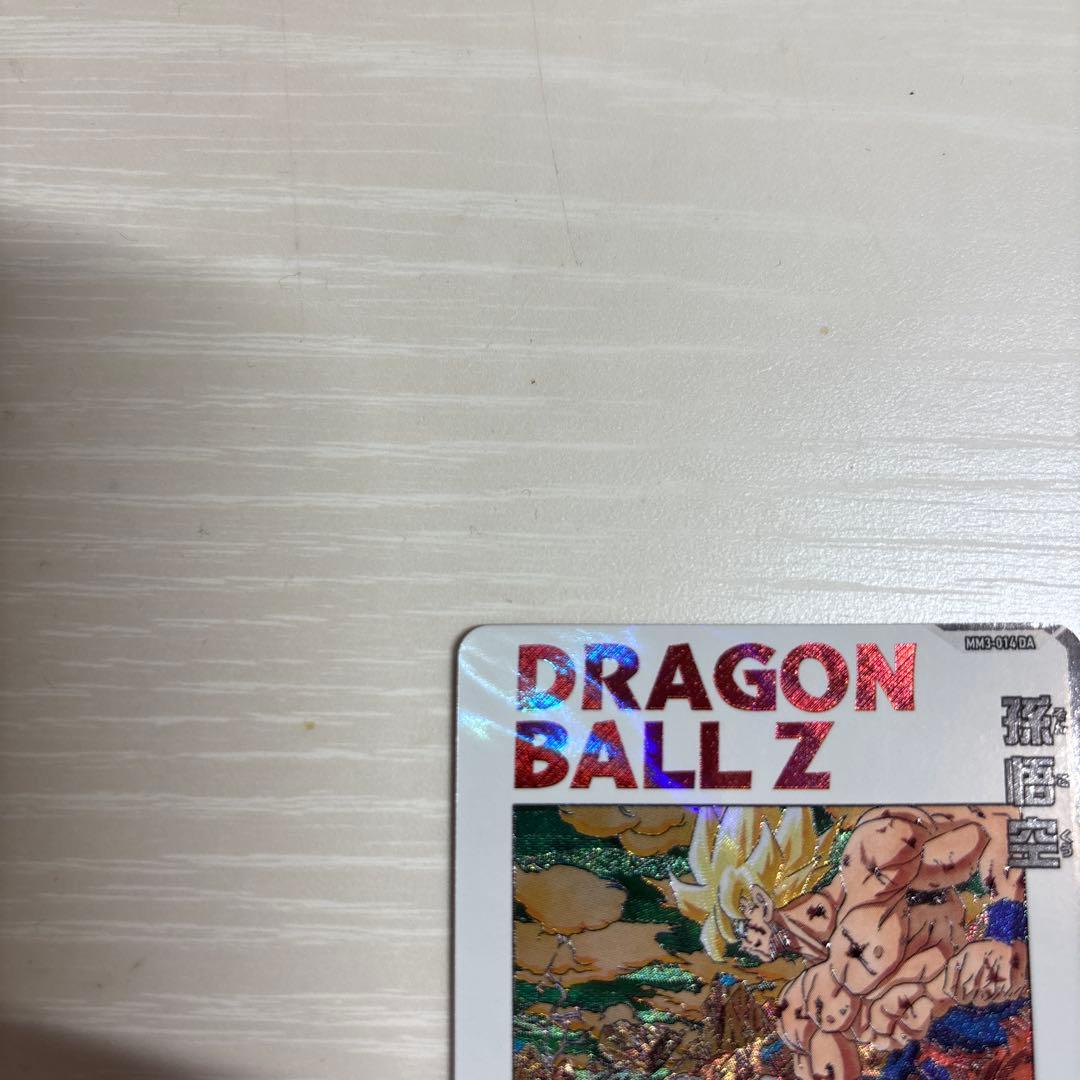 DRAGON
BALL Z
MM3-014 DA
孫悟空